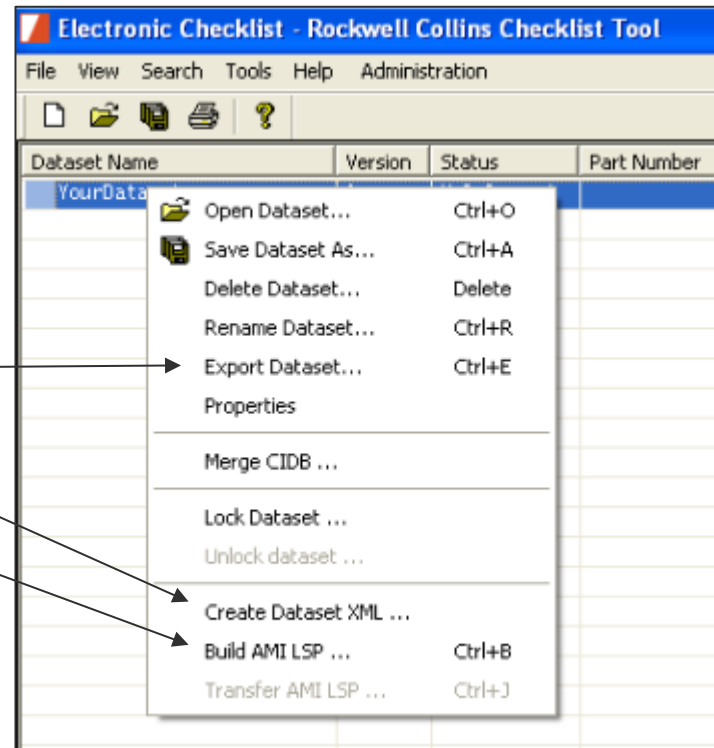 Electronic Checklist - Rockwell Collins Checklist Tool
File View Search Tools Help Administration
Dataset Name Version Status Part Number
Open Dataset... Ctrl+O
Save Dataset As... Ctrl+A
Delete Dataset... Delete
Rename Dataset... Ctrl+R
Export Dataset... Ctrl+E
Properties
Merge CIDB ...
Lock Dataset ...
Unlock dataset ...
Create Dataset XML ...
Build AMI LSP ... Ctrl+B
Transfer AMI LSP ... Ctrl+J